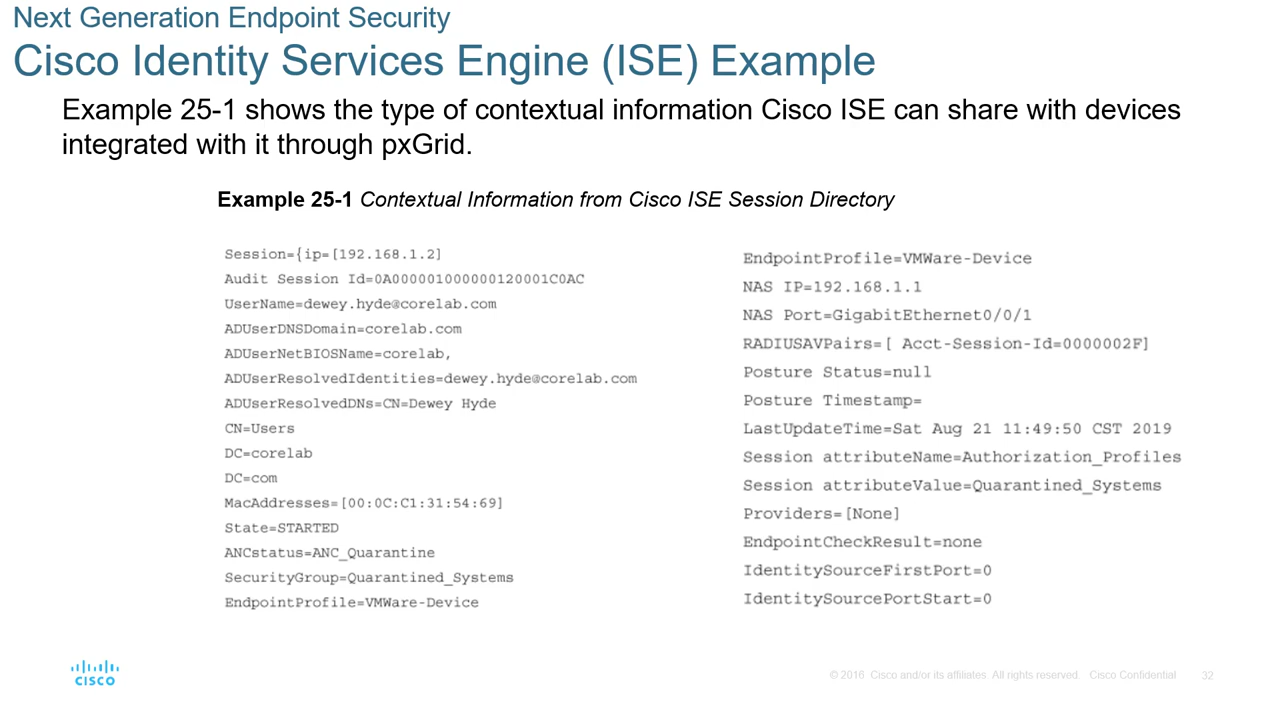 Next Generation Endpoint Security
Cisco Identity Services Engine (ISE) Example
Example 25-1 shows the type of contextual information Cisco ISE can share with devices
integrated with it through pxGrid.
Example 25-1 Contextual Information from Cisco ISE Session Directory
Session={ip=[192.168.1.2]
Audit Session Id=0A000001000000120001C0AC
UserName=dewey.hyde@corelab.com
ADUserDNSDomain=corelab.com
ADUserNetBIOSName=corelab,
ADUserResolvedIdentities=dewey.hyde@corelab.com
ADUserResolvedDNs=CN=Dewey Hyde
CN=Users
DC=corelab
DC=com
MacAddresses=[00:0C:C1:31:54:69]
State=STARTED
ANCstatus=ANC_Quarantine
SecurityGroup=Quarantined_Systems
EndpointProfile=VMWare-Device
EndpointProfile=VMWare-Device
NAS IP=192.168.1.1
NAS Port=GigabitEthernet0/0/1
RADIUSAVPairs=[ Acct-Session-Id=0000002F]
Posture Status=null
Posture Timestamp=
LastUpdateTime=Sat Aug 21 11:49:50 CST 2019
Session attributeName=Authorization_Profiles
Session attributeValue=Quarantined_Systems
Providers=[None]
EndpointCheckResult=none
IdentitySourceFirstPort=0
IdentitySourcePortStart=0
CISCO
© 2016 Cisco and/or its affiliates. All rights reserved. Cisco Confidential
32